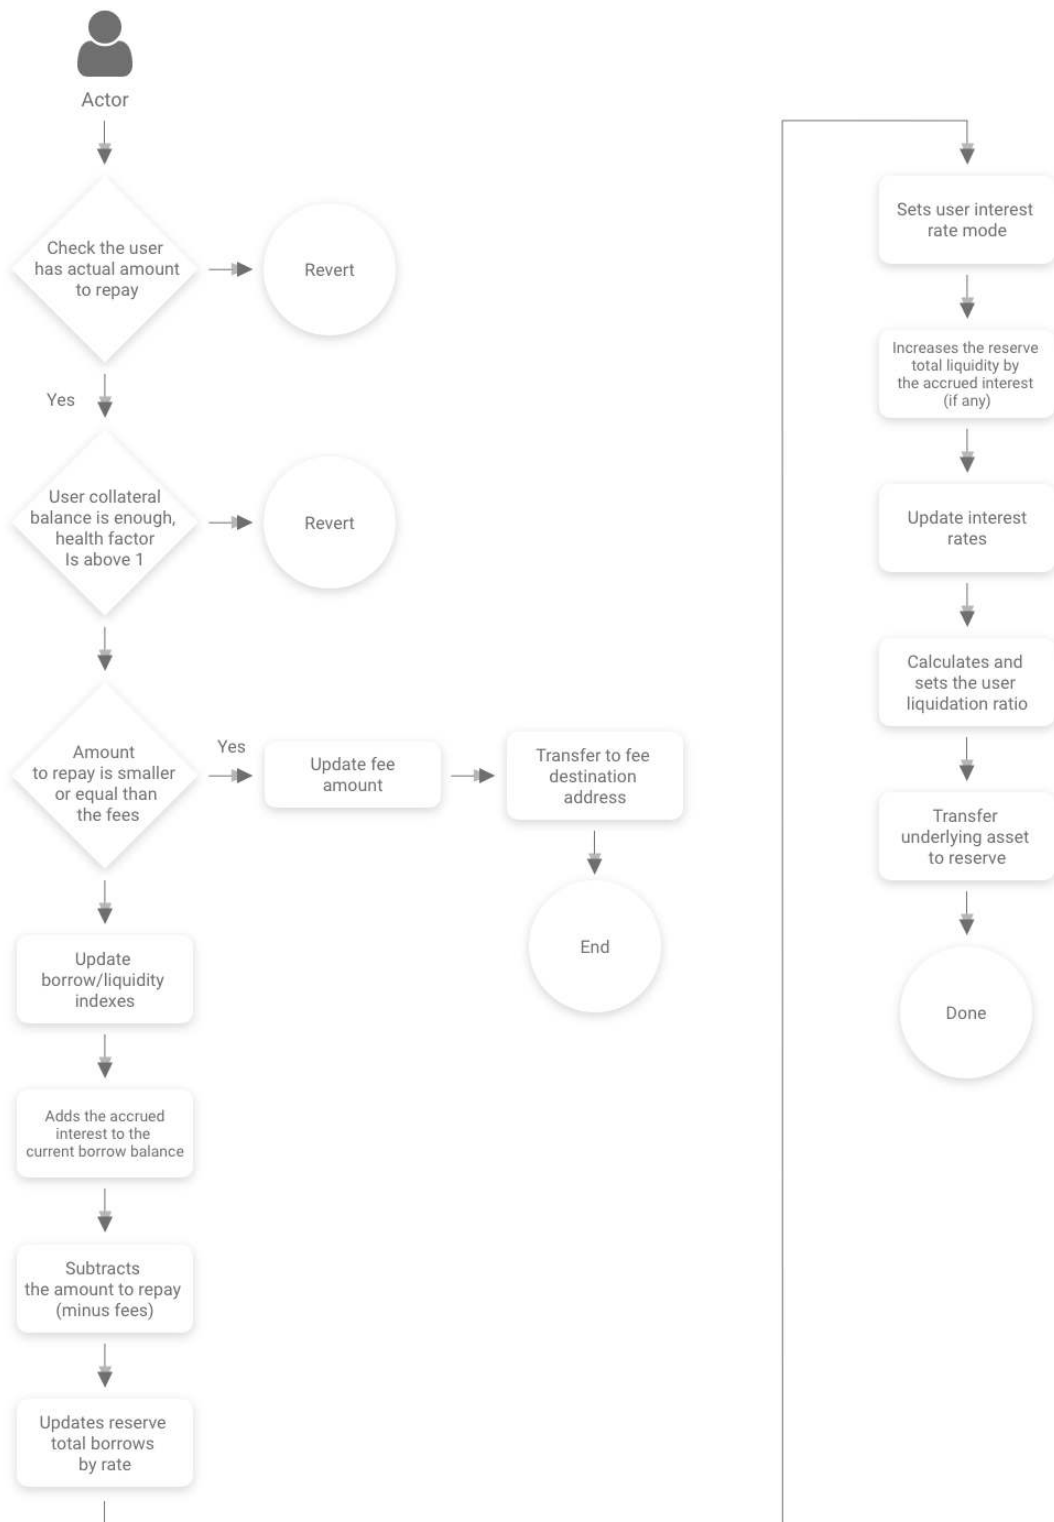 Actor
Check the user
has actual amount
to repay
Revert
Yes
User collateral
balance is enough,
health factor
Is above 1
Revert
Amount
to repay is smaller
or equal than
the fees
Yes
Update fee
amount
Transfer to fee
destination
address
End
Update
borrow/liquidity
indexes
Adds the accrued
interest to the
current borrow balance
Subtracts
the amount to repay
(minus fees)
Updates reserve
total borrows
by rate
Sets user interest
rate mode
Increases the reserve
total liquidity by
the accrued interest
(if any)
Update interest
rates
Calculates and
sets the user
liquidation ratio
Transfer
underlying asset
to reserve
Done